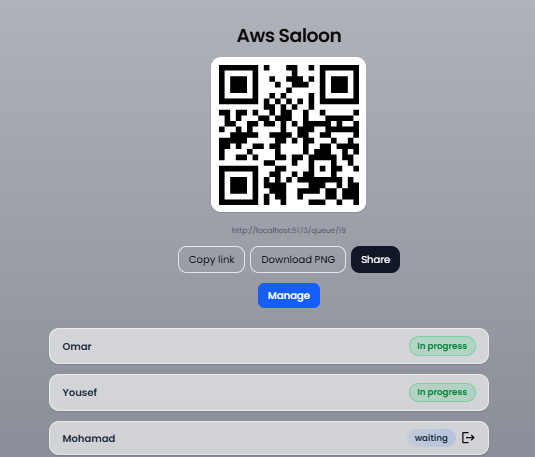 Aws Saloon
http://localhost:5173/queue/19
Copy link Download PNG Share
Manage
Omar In progress
Yousef In progress
Mohamad waiting